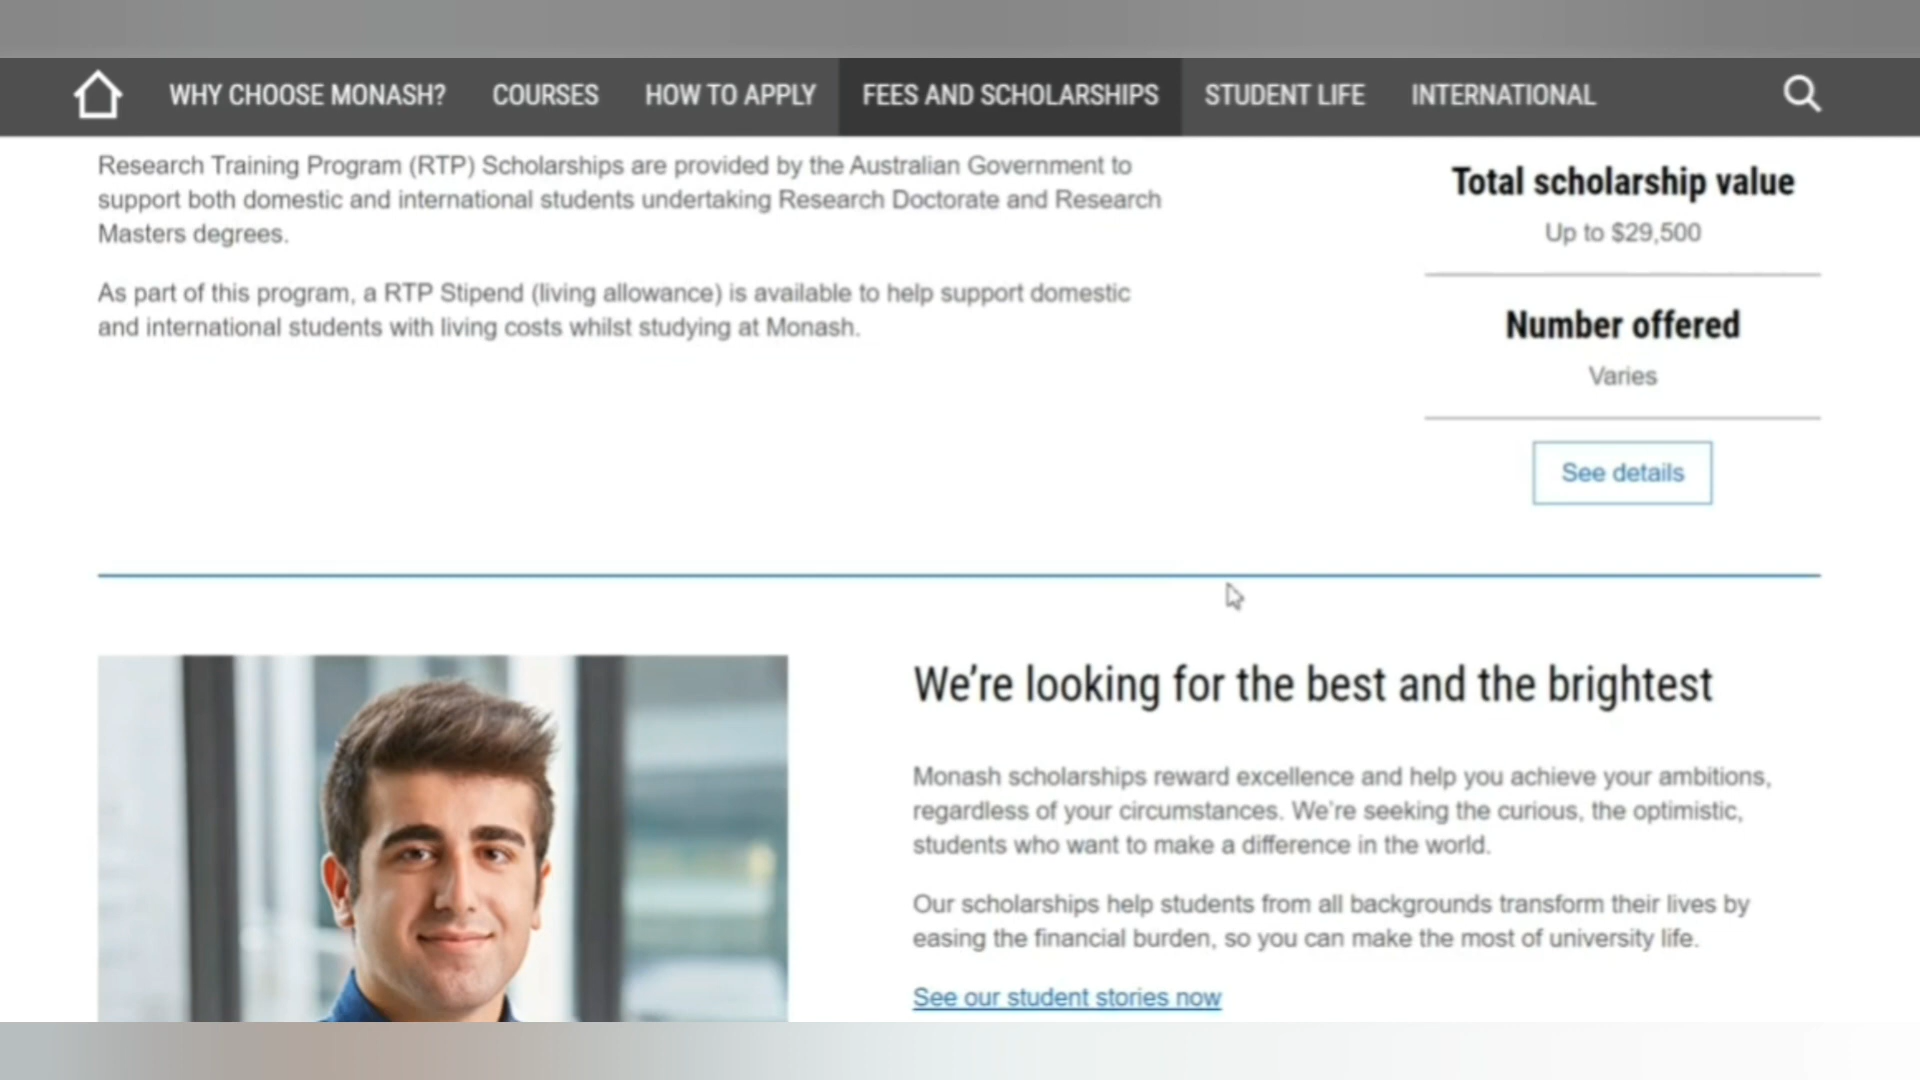 WHY CHOOSE MONASH? COURSES HOW TO APPLY FEES AND SCHOLARSHIPS STUDENT LIFE INTERNATIONAL
Research Training Program (RTP) Scholarships are provided by the Australian Government to
support both domestic and international students undertaking Research Doctorate and Research
Masters degrees.
As part of this program, a RTP Stipend (living allowance) is available to help support domestic
and international students with living costs whilst studying at Monash.
Total scholarship value
Up to $29,500
Number offered
Varies
See details
We're looking for the best and the brightest
Monash scholarships reward excellence and help you achieve your ambitions,
regardless of your circumstances. We're seeking the curious, the optimistic,
students who want to make a difference in the world.
Our scholarships help students from all backgrounds transform their lives by
easing the financial burden, so you can make the most of university life.
See our student stories now